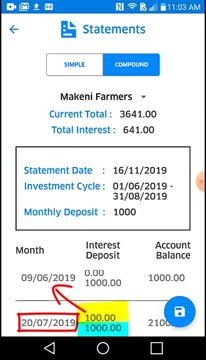 11:03 AM
Statements
SIMPLE
COMPOUND
Makeni Farmers
Current Total : 3641.00
Total Interest : 641.00
Statement Date : 16/11/2019
Investment Cycle : 01/06/2019 -
31/08/2019
Monthly Deposit : 1000
Month
Interest
Deposit
Account
Balance
09/06/2019
0.00
1000.00
1000.00
20/07/2019
100.00
1000.00
2100